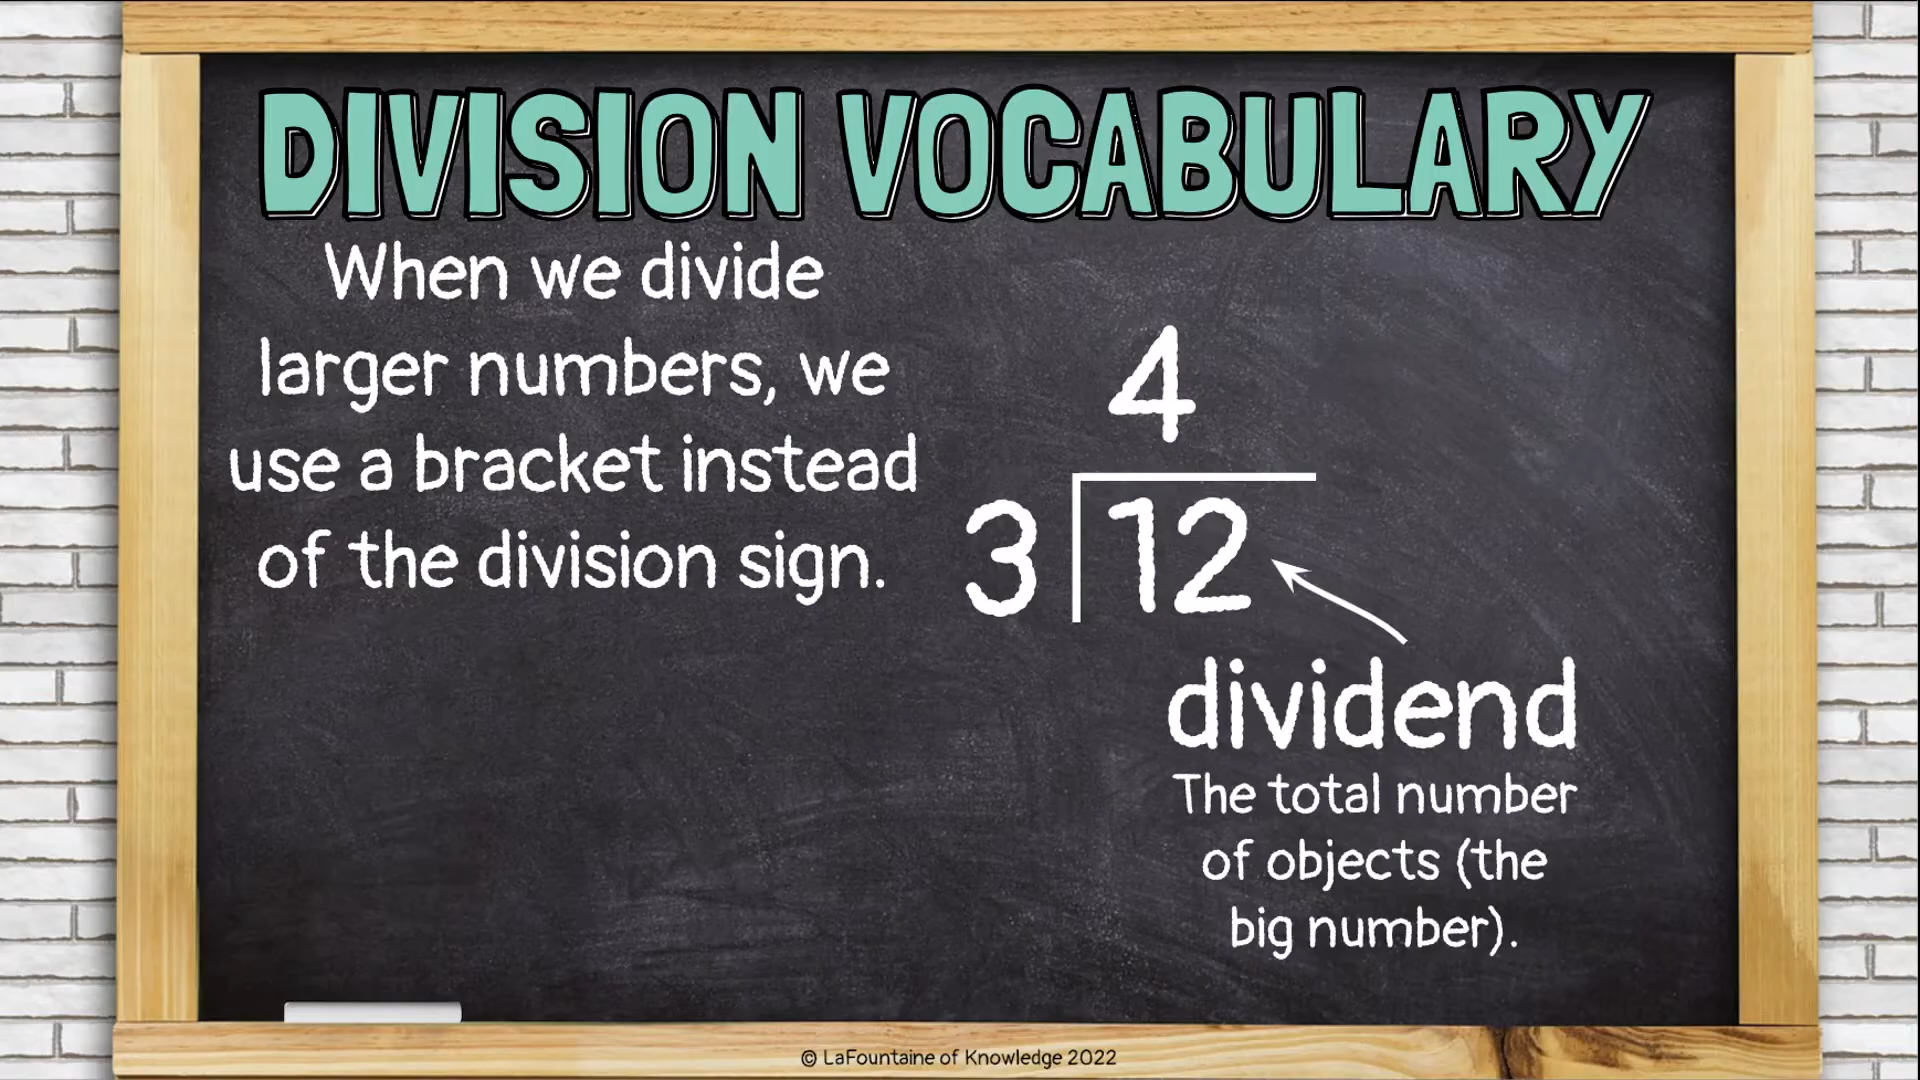 DIVISION VOCABULARY
When we divide
larger numbers, we
use a bracket instead
of the division sign.
4
3 12
dividend
The total number
of objects (the
big number).
© LaFountaine of Knowledge 2022